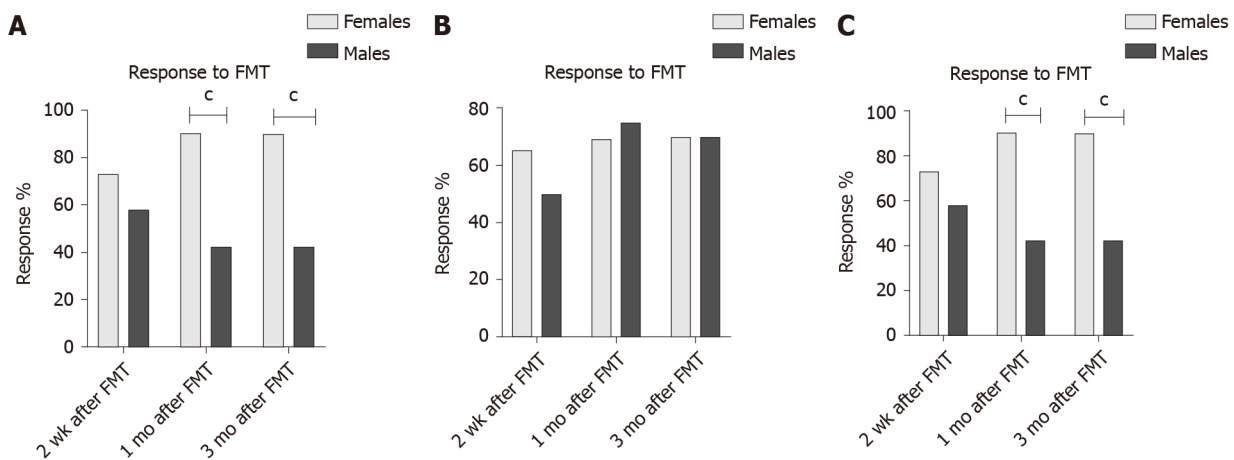 A
Females
Males
Response to FMT
c
c
100
80
60
40
20
0
Response %
2 wk after FMT
1 mo after FMT
3 mo after FMT
B
Females
Males
Response to FMT
80
60
40
20
0
Response %
2 wk after FMT
1 mo after FMT
3 mo after FMT
C
Females
Males
Response to FMT
c
c
100
80
60
40
20
0
Response %
2 wk after FMT
1 mo after FMT
3 mo after FMT